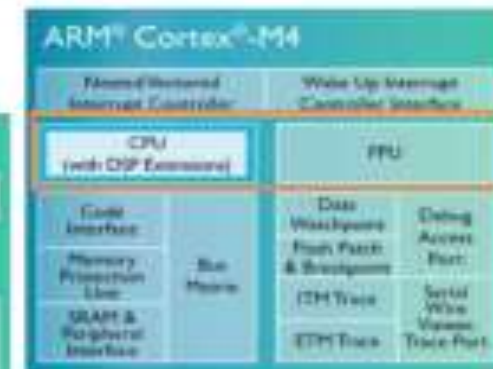 ARM® Cortex®-M4
Nested Vectored
Interrupt Controller
Wake Up Interrupt
Controller Interface
CPU
(with DSP Extensions)
FPU
Code
Interface
Memory
Protection
Unit
SRAM &
Peripheral
Interface
Bus
Matrix
Data
Watchpoint
Flash Patch
& Breakpoint
ITM Trace
ETM Trace
Debug
Access
Port
Serial
Wire
Viewer,
Trace Port